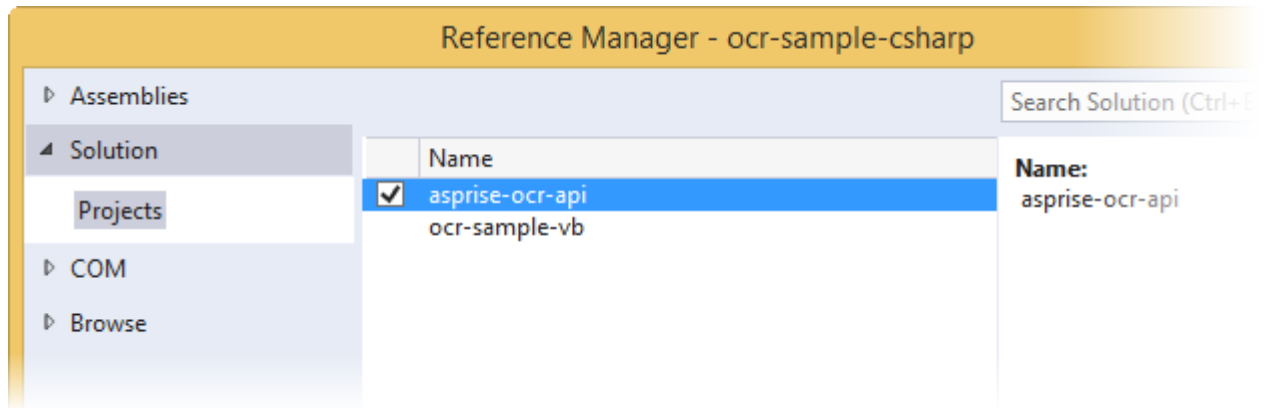 Reference Manager - ocr-sample-csharp
Assemblies
Search Solution (Ctrl+E
Solution
Projects
COM
Browse
Name
asprise-ocr-api
ocr-sample-vb
Name:
asprise-ocr-api